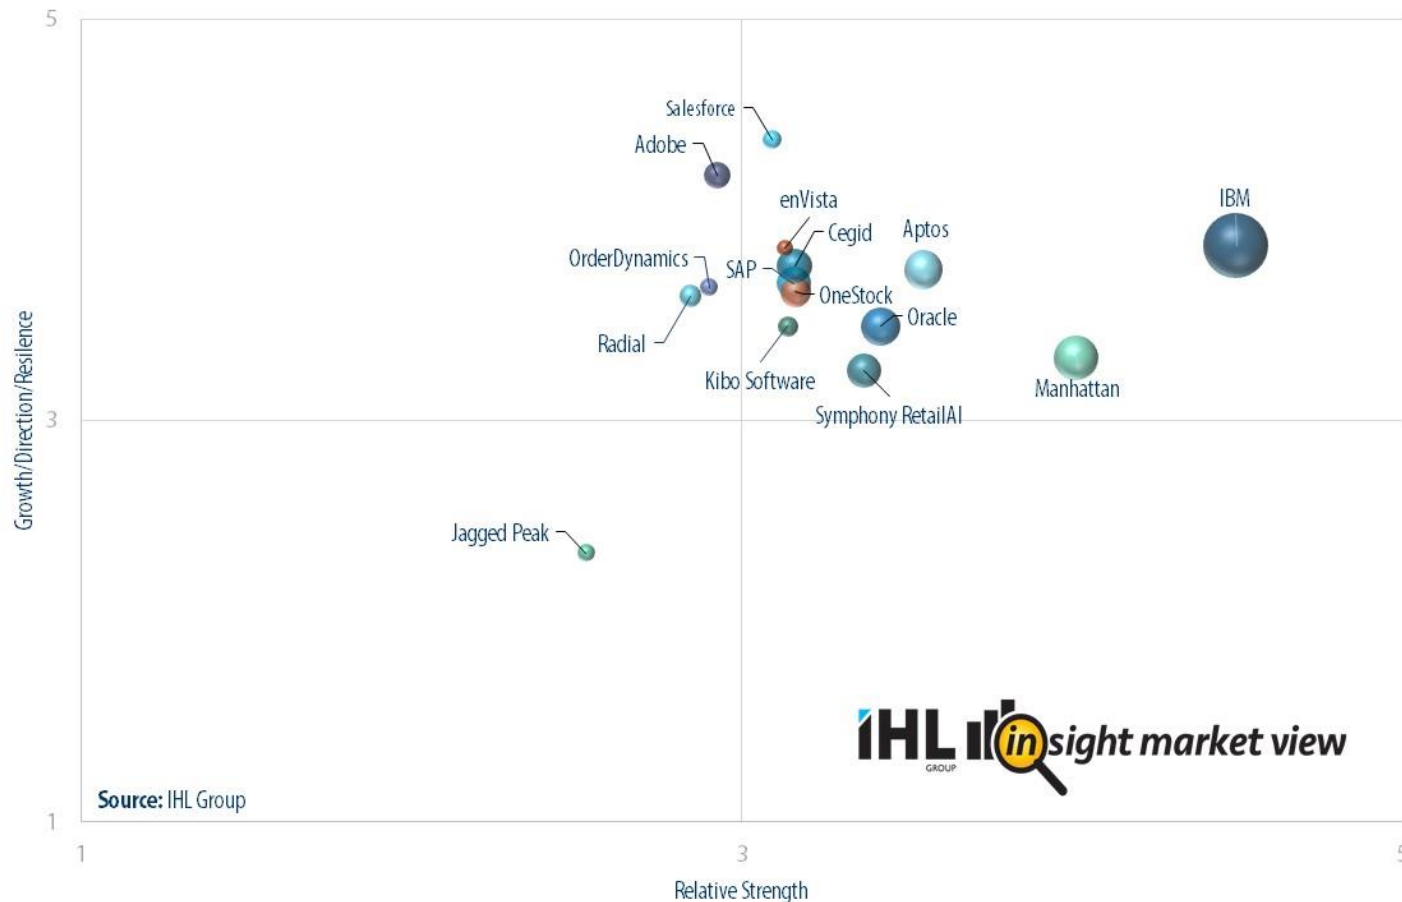 5
Salesforce
Adobe
enVista
IBM
Cegid
Aptos
OrderDynamics
SAP
OneStock
Oracle
Radial
Kibo Software
Manhattan
Symphony RetailAI
3
Growth/Direction/Resilence
Jagged Peak
iHL GROUP insight market view
Source: IHL Group
1
1
3
5
Relative Strength